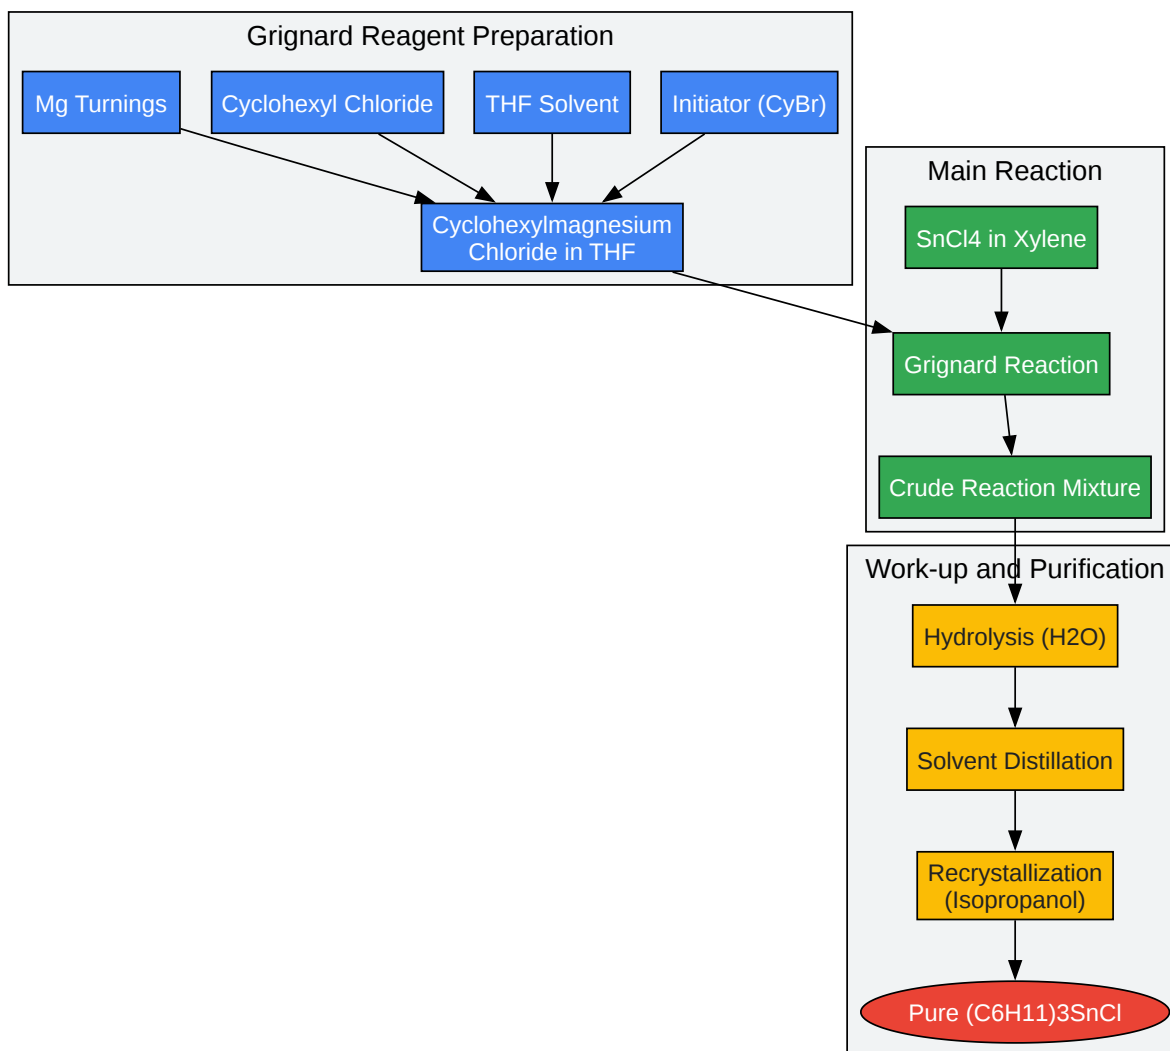 Grignard Reagent Preparation
Mg Turnings
Cyclohexyl Chloride
THF Solvent
Initiator (CyBr)
Cyclohexylmagnesium
Chloride in THF
Main Reaction
SnCl4 in Xylene
Grignard Reaction
Crude Reaction Mixture
Work-up and Purification
Hydrolysis (H2O)
Solvent Distillation
Recrystallization
(Isopropanol)
Pure (C6H11)3SnCl